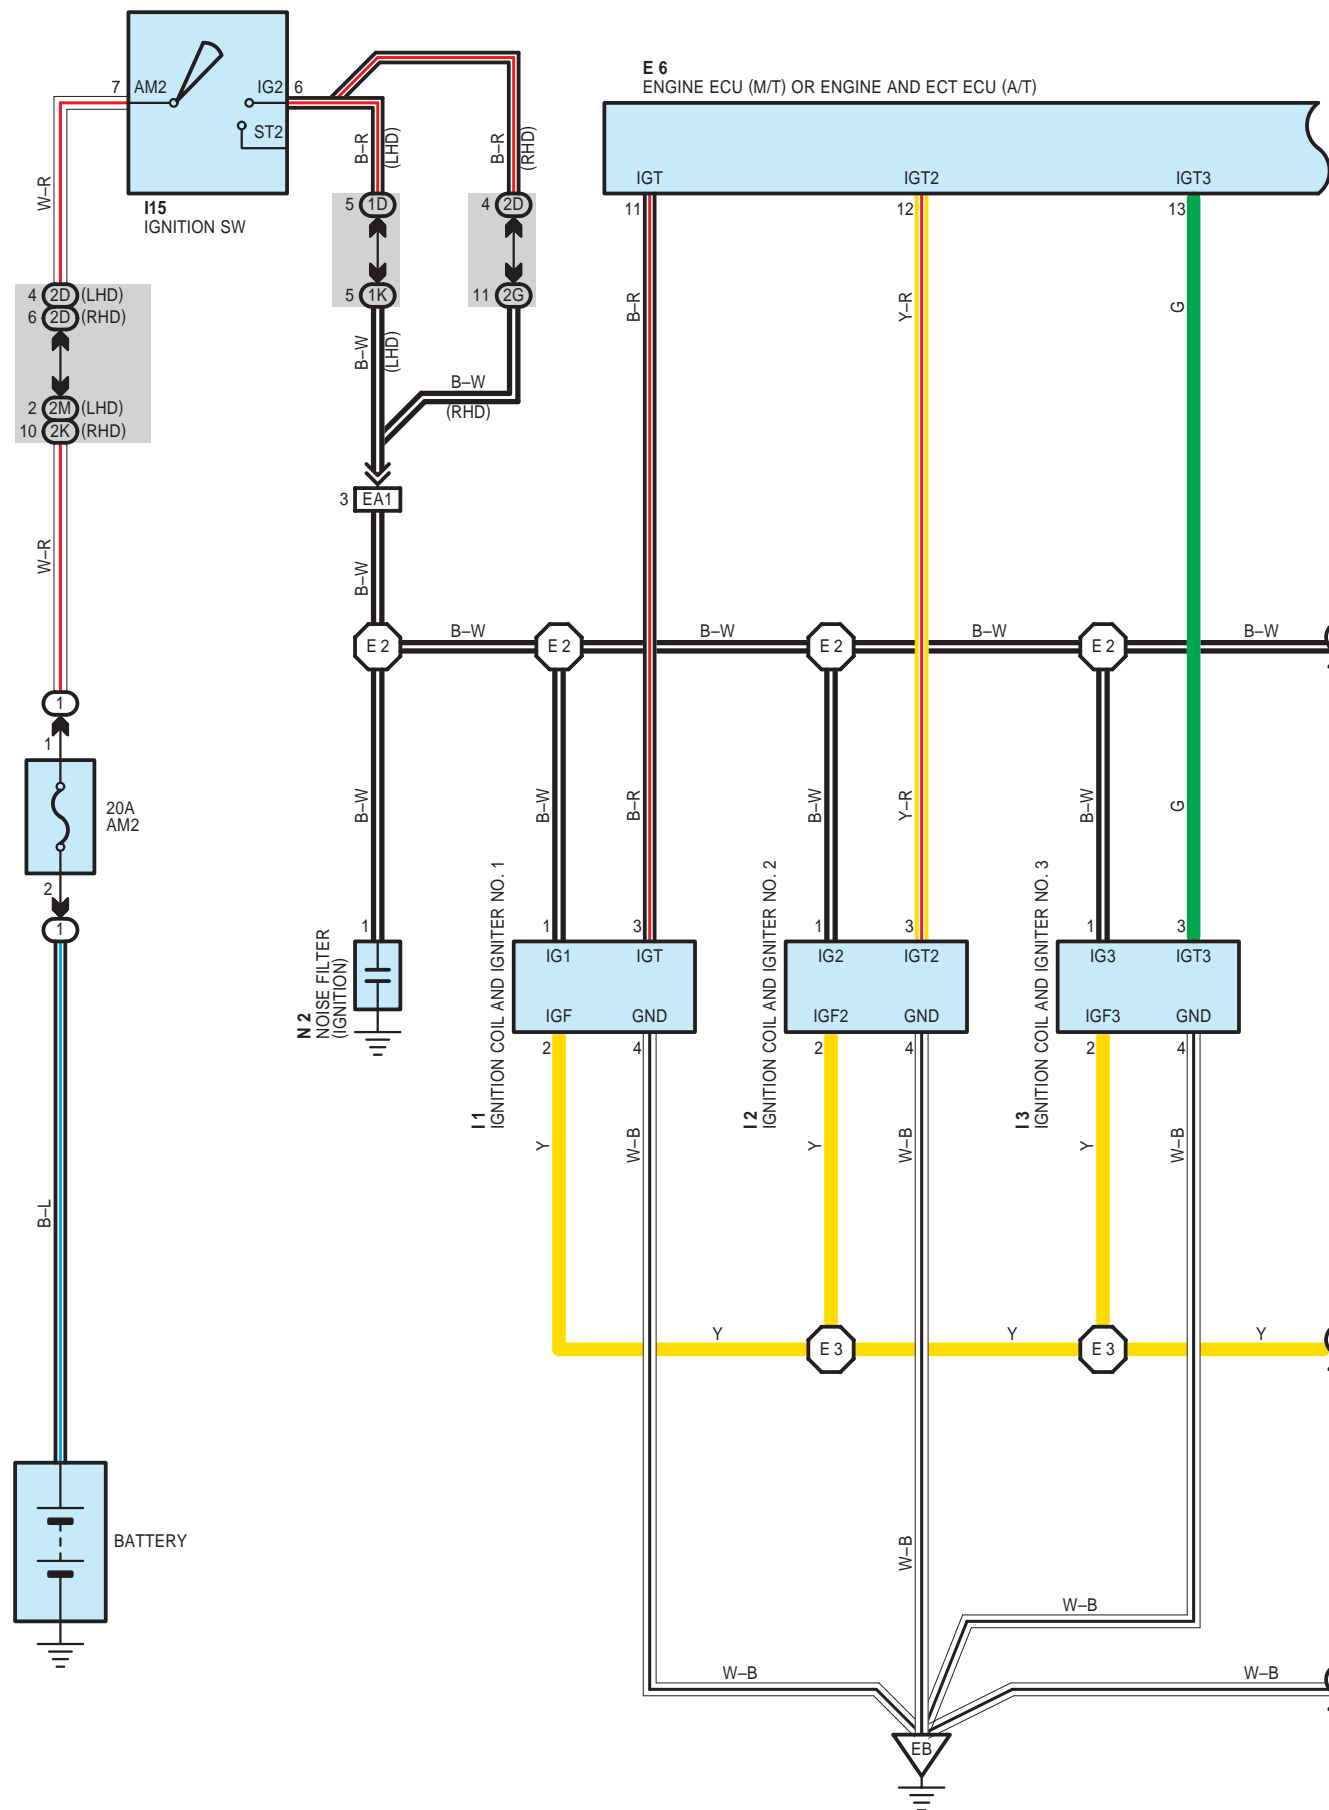 E 6
ENGINE ECU (M/T) OR ENGINE AND ECT ECU (A/T)
7 AM2
IG2 6
ST2
I15
IGNITION SW
W–R
B–R
(LHD)
B–R
(RHD)
IGT
IGT2
IGT3
11
12
13
5 1D
4 2D
5 1K
11 2G
4 2D (LHD)
6 2D (RHD)
2 2M (LHD)
10 2K (RHD)
B–R
Y–R
G
B–W
(LHD)
B–W
(RHD)
3 EA1
W–R
B–W
E 2
B–W
E 2
B–W
E 2
B–W
E 2
B–W
1
1
20A
AM2
2
1
B–W
B–W
B–R
B–W
Y–R
B–W
G
1
1
3
1
3
1
3
N 2
NOISE FILTER
(IGNITION)
I 1
IGNITION COIL AND IGNITER NO. 1
IG1
IGT
IGF
GND
I 2
IGNITION COIL AND IGNITER NO. 2
IG2
IGT2
IGF2
GND
I 3
IGNITION COIL AND IGNITER NO. 3
IG3
IGT3
IGF3
GND
2
4
2
4
2
4
Y
W–B
Y
W–B
Y
W–B
B–L
Y
E 3
Y
E 3
Y
BATTERY
W–B
W–B
W–B
W–B
EB